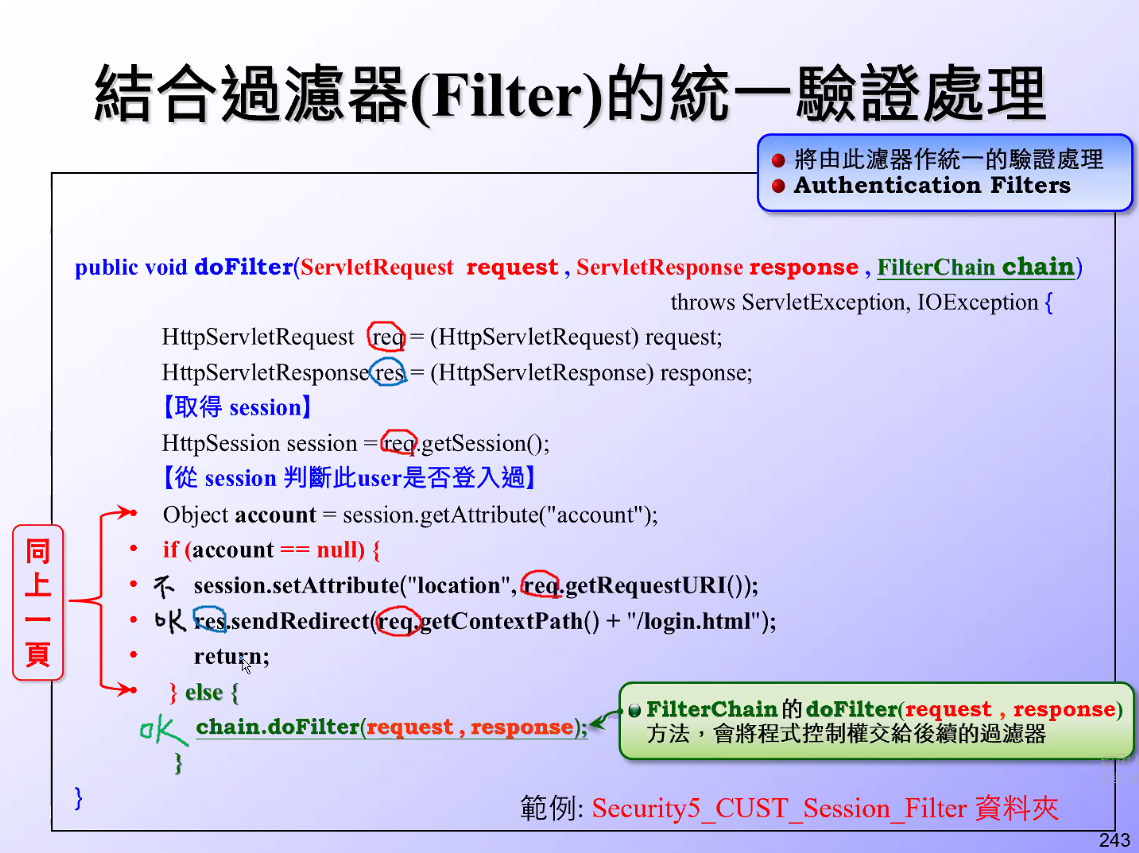 結合過濾器(Filter)的統一驗證處理
將由此濾器作統一的驗證處理
Authentication Filters
public void doFilter(ServletRequest request , ServletResponse response , FilterChain chain)
throws ServletException, IOException {
HttpServletRequest req = (HttpServletRequest) request;
HttpServletResponse res = (HttpServletResponse) response;
【取得 session】
HttpSession session = req.getSession();
【從 session 判斷此user是否登入過】
Object account = session.getAttribute("account");
if (account == null) {
不 session.setAttribute("location", req.getRequestURI());
ok res.sendRedirect(req.getContextPath() + "/login.html");
return;
} else {
ok chain.doFilter(request , response);
}
}
同
上
一
頁
FilterChain 的 doFilter(request , response)
方法，會將程式控制權交給後續的過濾器
範例: Security5_CUST_Session_Filter 資料夾
243